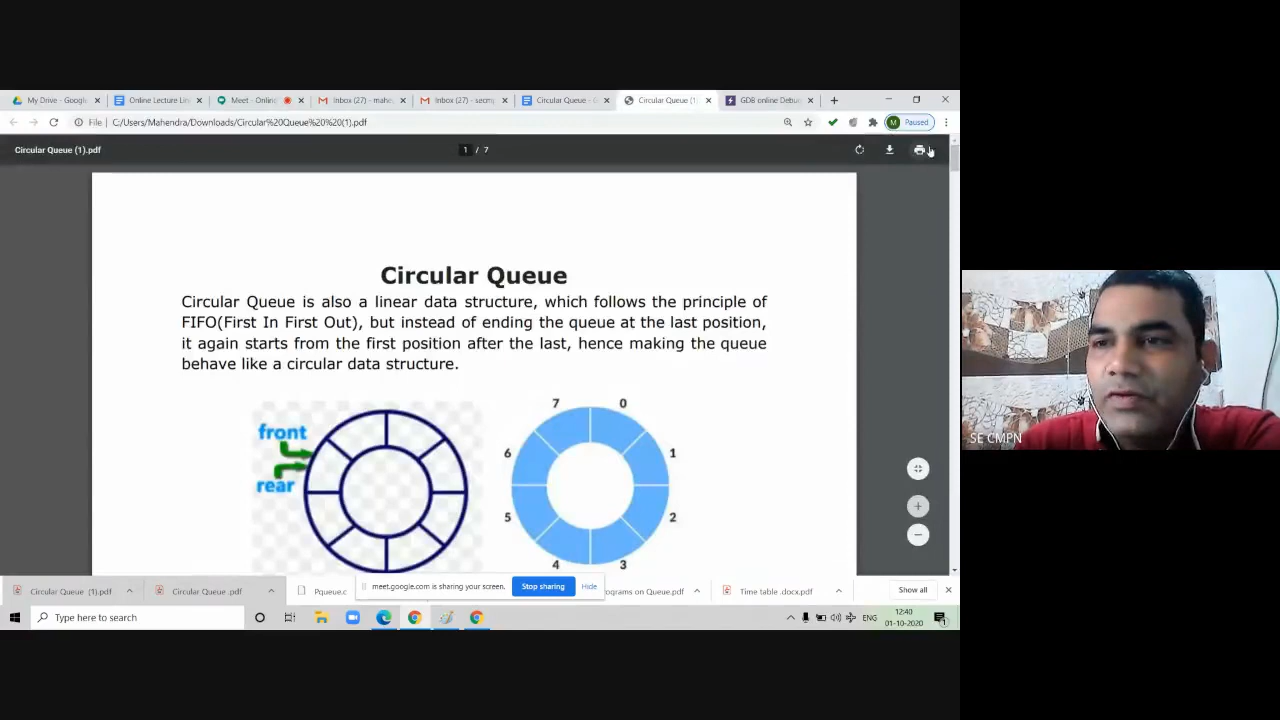 My Drive - Google
Online Lecture Lin
Meet - Onlin
Inbox (27) - mahe
Inbox (27) - secm
Circular Queue - G
Circular Queue (1)
GDB online Debu
File | C:/Users/Mahendra/Downloads/Circular%20Queue%20%20(1).pdf
M Paused
Circular Queue (1).pdf
1 / 7
Circular Queue
Circular Queue is also a linear data structure, which follows the principle of
FIFO(First In First Out), but instead of ending the queue at the last position,
it again starts from the first position after the last, hence making the queue
behave like a circular data structure.
front
rear
7 0
6 1
5 2
4 3
SE CMPN
Circular Queue (1).pdf
Circular Queue .pdf
Pqueue.c
meet.google.com is sharing your screen.
Stop sharing
Hide
ograms on Queue.pdf
Time table .docx.pdf
Show all
Type here to search
ENG
12:40
01-10-2020